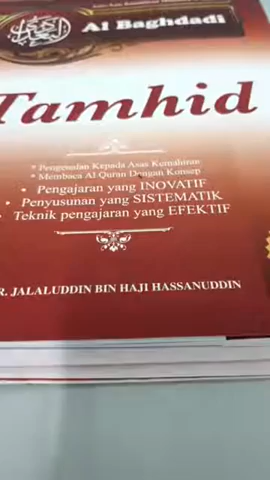 Al Baghdadi
Tamhid
* Pengenalan Kepada Asas Kemahiran
* Membaca Al Quran Dengan Konsep
• Pengajaran yang INOVATIF
• Penyusunan yang SISTEMATIK
• Teknik pengajaran yang EFEKTIF
R. JALALUDDIN BIN HAJI HASSANUDDIN